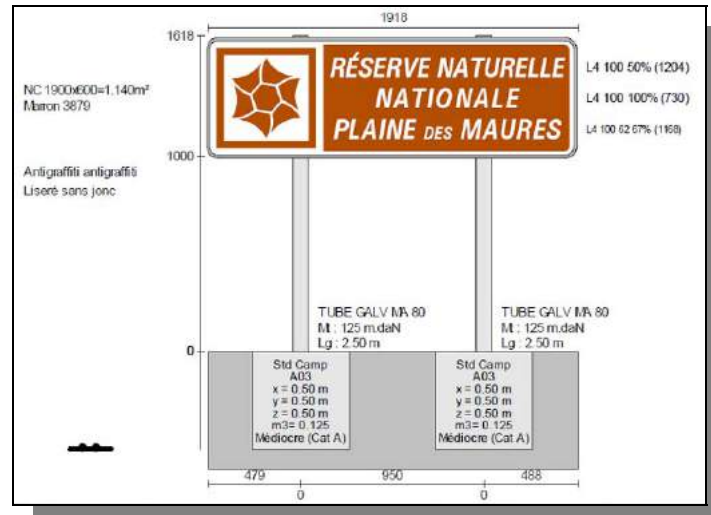 1918
1618
RÉSERVE NATURELLE
NATIONALE
PLAINE DES MAURES
L4 100 50% (1204)
L4 100 100% (730)
L4 100 62 67% (1168)
NC 1900x600=1.140m²
Marron 3879
1000
Antigraffiti antigraffiti
Liseré sans jonc
TUBE GALV MA 80
Mt : 125 m.daN
Lg : 2.50 m
TUBE GALV MA 80
Mt : 125 m.daN
Lg : 2.50 m
0
Std Camp
A03
x = 0.50 m
y = 0.50 m
z = 0.50 m
m3= 0.125
Médiocre (Cat A)
Std Camp
A03
x = 0.50 m
y = 0.50 m
z = 0.50 m
m3= 0.125
Médiocre (Cat A)
479
950
488
0
0